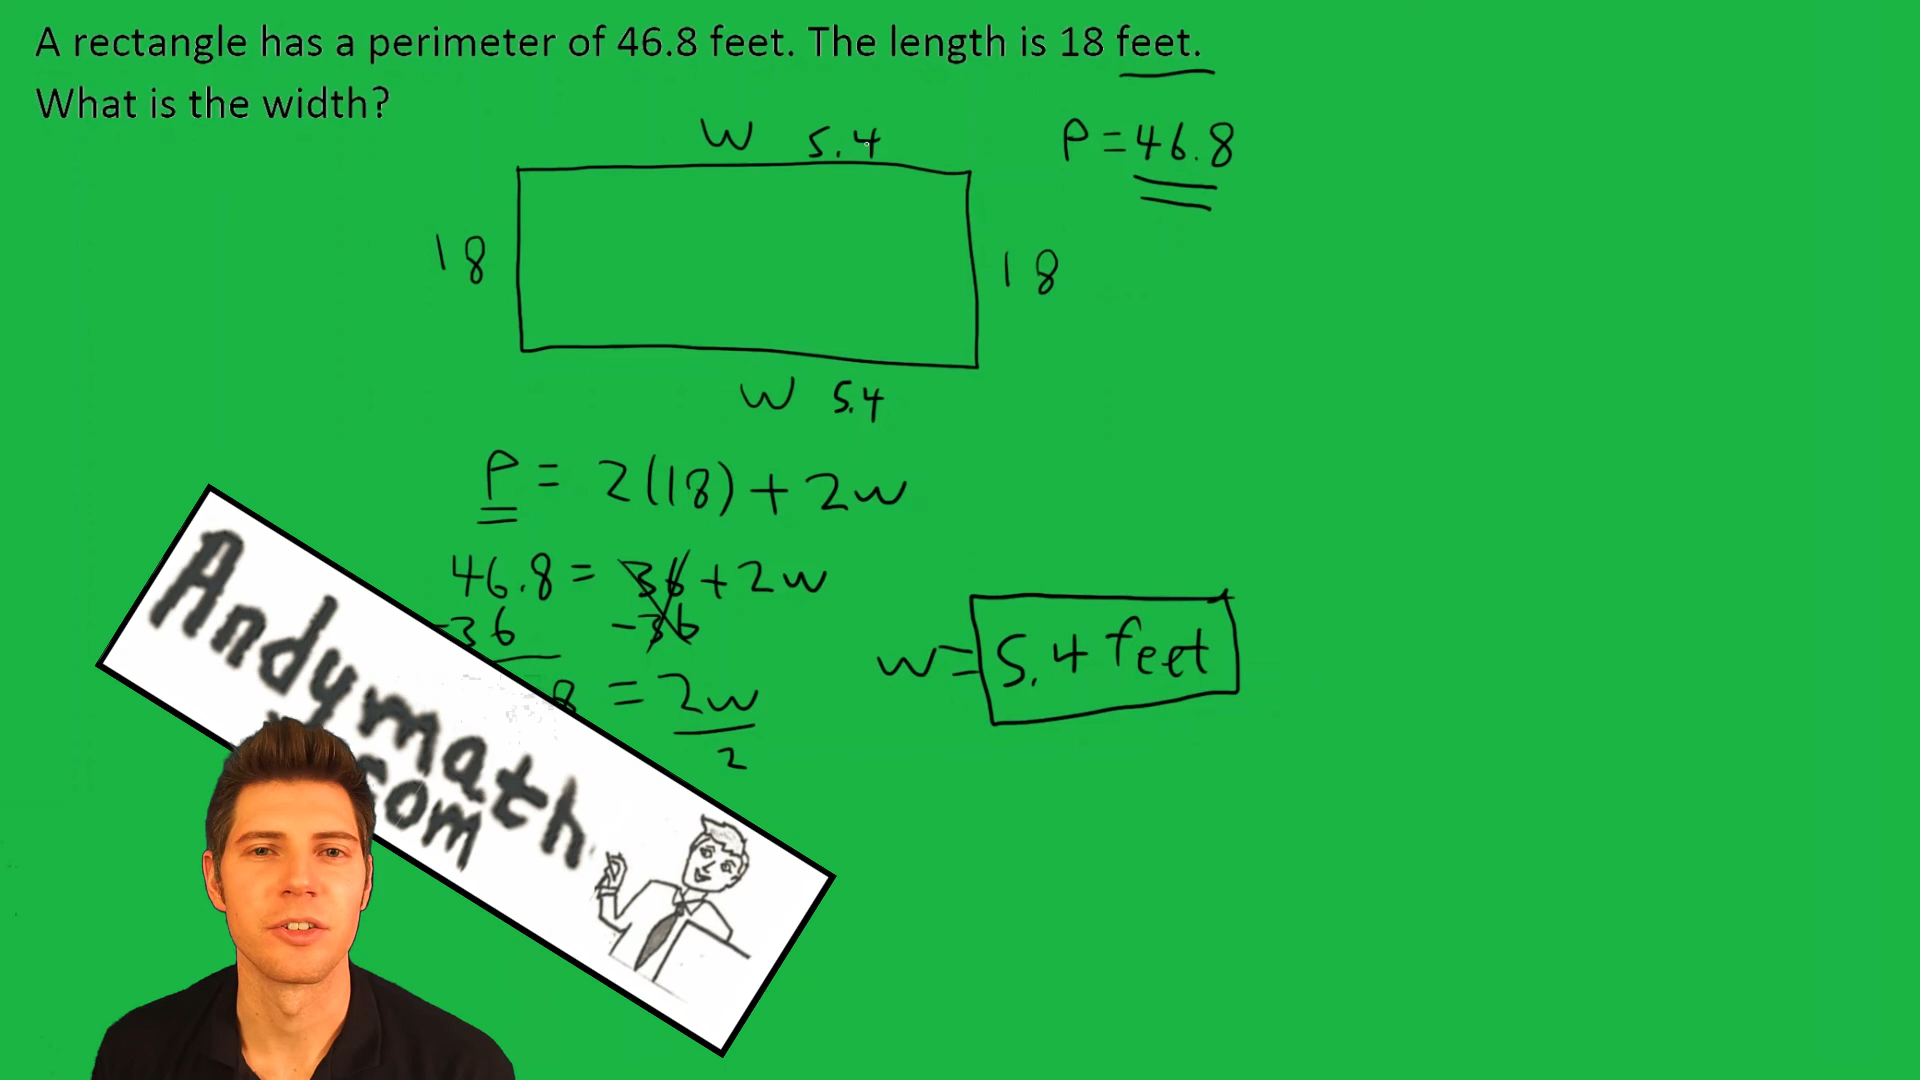 A rectangle has a perimeter of 46.8 feet. The length is 18 feet.
What is the width?
W 5.4
P = 46.8
18
18
W 5.4
P = 2(18) + 2w
46.8 = 36 + 2w
-36 -36
8 = 2w
2
w = 5.4 feet
Andymath
.com